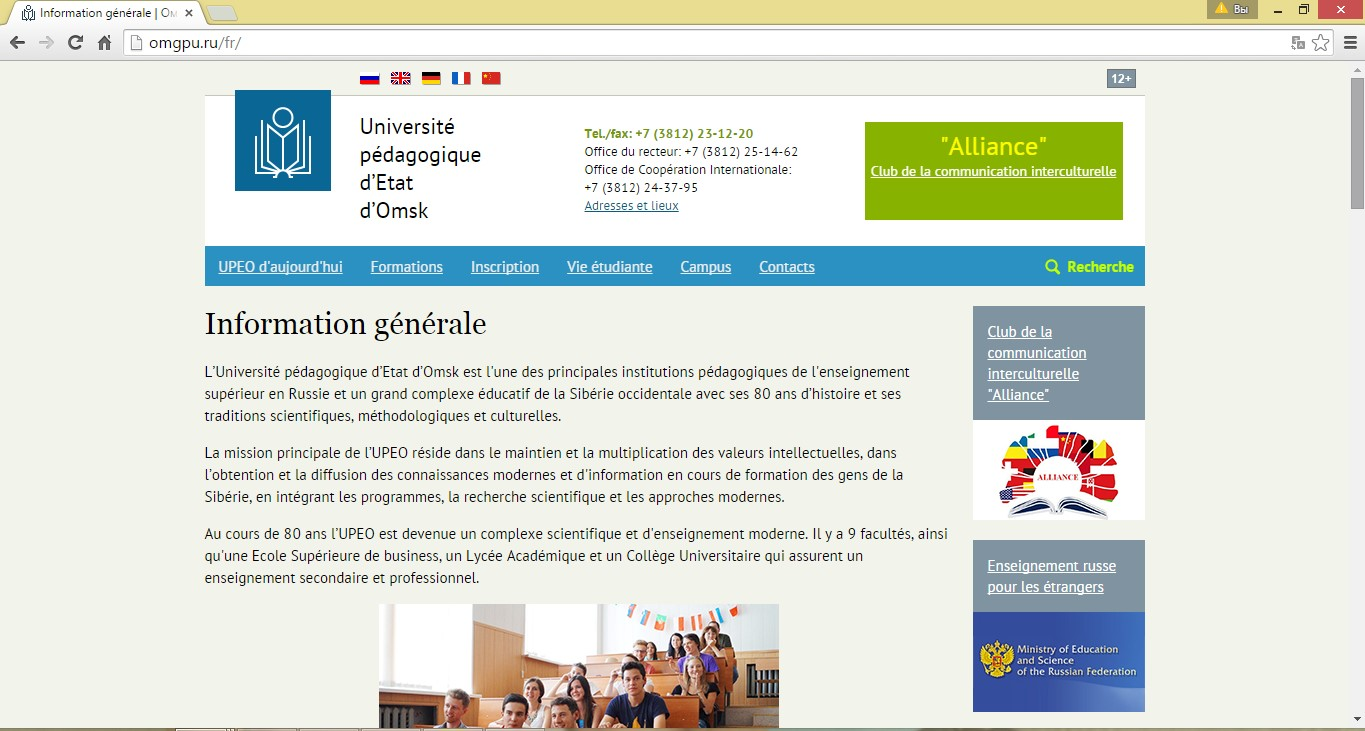 Information générale | Ом
Вы
omgpu.ru/fr/
12+
Université
pédagogique
d’Etat
d’Omsk
Tel./fax: +7 (3812) 23-12-20
Office du recteur: +7 (3812) 25-14-62
Office de Coopération Internationale:
+7 (3812) 24-37-95
Adresses et lieux
"Alliance"
Club de la communication interculturelle
UPEO d'aujourd'hui Formations Inscription Vie étudiante Campus Contacts Recherche
Information générale
L’Université pédagogique d’Etat d’Omsk est l'une des principales institutions pédagogiques de l'enseignement
supérieur en Russie et un grand complexe éducatif de la Sibérie occidentale avec ses 80 ans d’histoire et ses
traditions scientifiques, méthodologiques et culturelles.
La mission principale de l’UPEO réside dans le maintien et la multiplication des valeurs intellectuelles, dans
l’obtention et la diffusion des connaissances modernes et d'information en cours de formation des gens de la
Sibérie, en intégrant les programmes, la recherche scientifique et les approches modernes.
Au cours de 80 ans l’UPEO est devenue un complexe scientifique et d'enseignement moderne. Il y a 9 facultés, ainsi
qu'une Ecole Supérieure de business, un Lycée Académique et un Collège Universitaire qui assurent un
enseignement secondaire et professionnel.
Club de la
communication
interculturelle
"Alliance"
ALLIANCE
Enseignement russe
pour les étrangers
Ministry of Education
and Science
of the Russian Federation